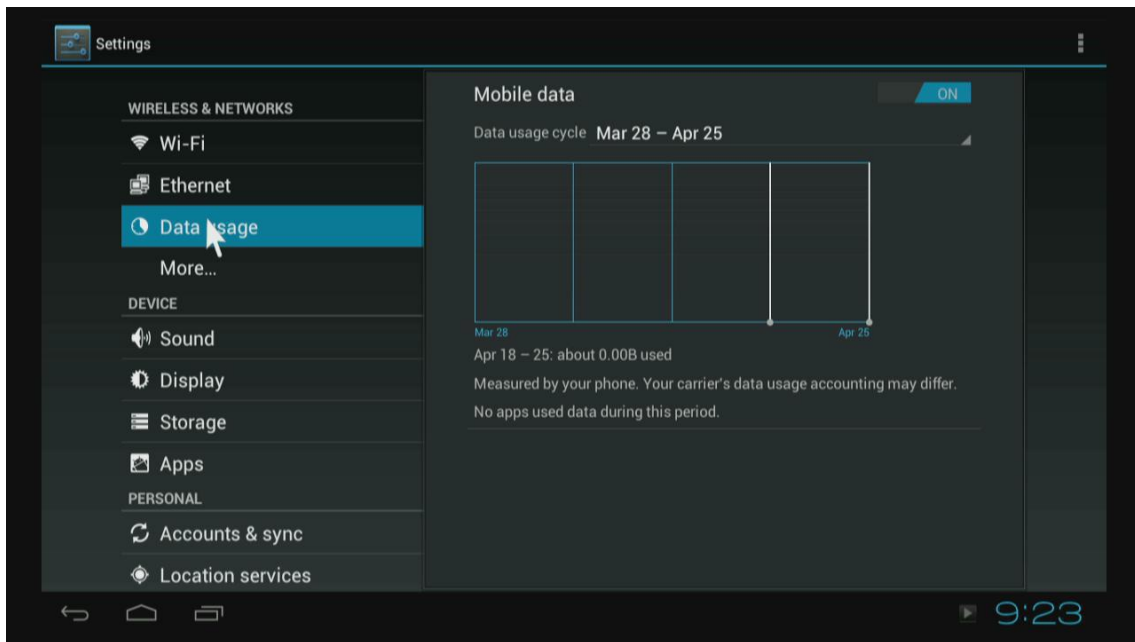 Settings
WIRELESS & NETWORKS
Wi-Fi
Ethernet
Data usage
More...
DEVICE
Sound
Display
Storage
Apps
PERSONAL
Accounts & sync
Location services
Mobile data
ON
Data usage cycle Mar 28 – Apr 25
Mar 28
Apr 25
Apr 18 – 25: about 0.00B used
Measured by your phone. Your carrier's data usage accounting may differ.
No apps used data during this period.
9:23